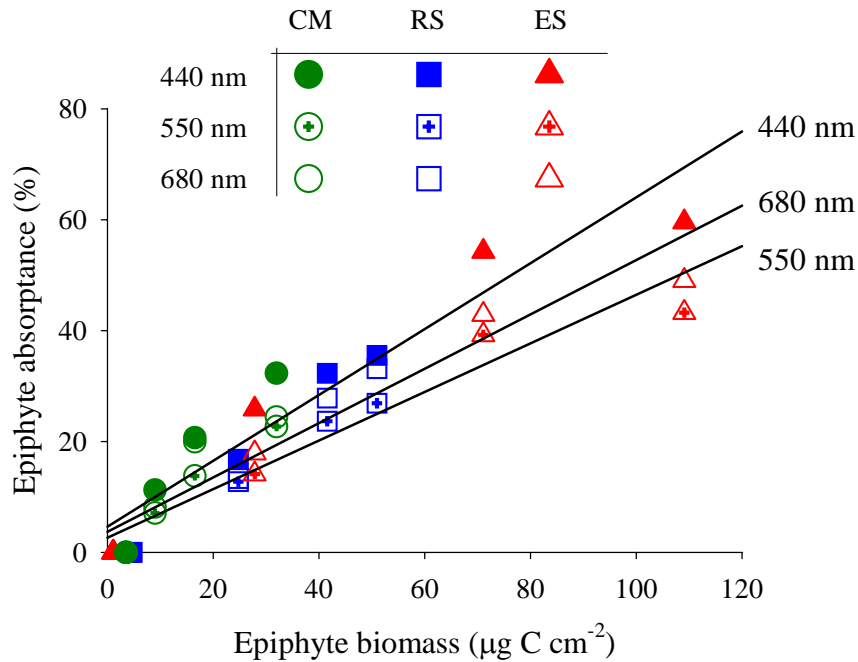 CM RS ES
440 nm
550 nm
680 nm
80
60
40
20
0
Epiphyte absorptance (%)
440 nm
680 nm
550 nm
0 20 40 60 80 100 120
Epiphyte biomass (μg C cm⁻²)